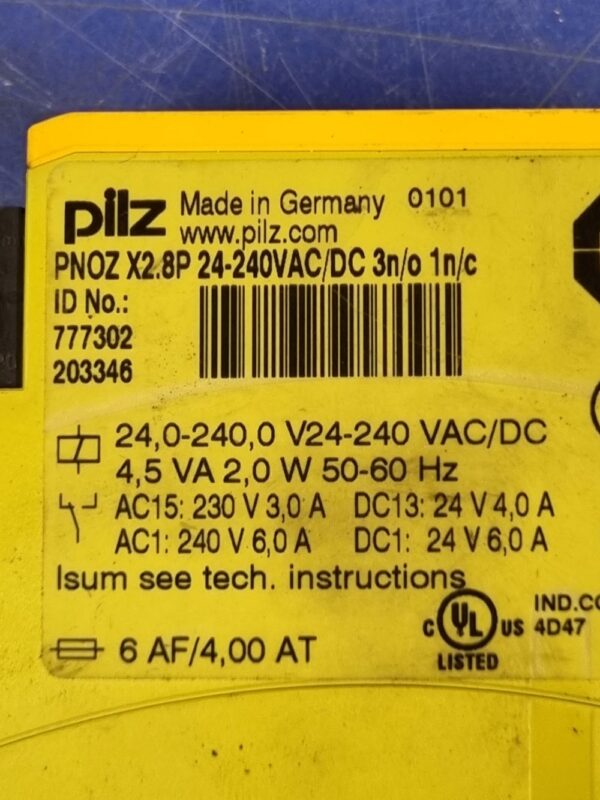 pilz Made in Germany 0101
www.pilz.com
PNOZ X2.8P 24-240VAC/DC 3n/o 1n/c
ID No.:
777302
203346
24,0-240,0 V24-240 VAC/DC
4,5 VA 2,0 W 50-60 Hz
AC15: 230 V 3,0 A DC13: 24 V 4,0 A
AC1: 240 V 6,0 A DC1: 24 V 6,0 A
Isum see tech. instructions
6 AF/4,00 AT
C UL US
LISTED
IND.CO
4D47